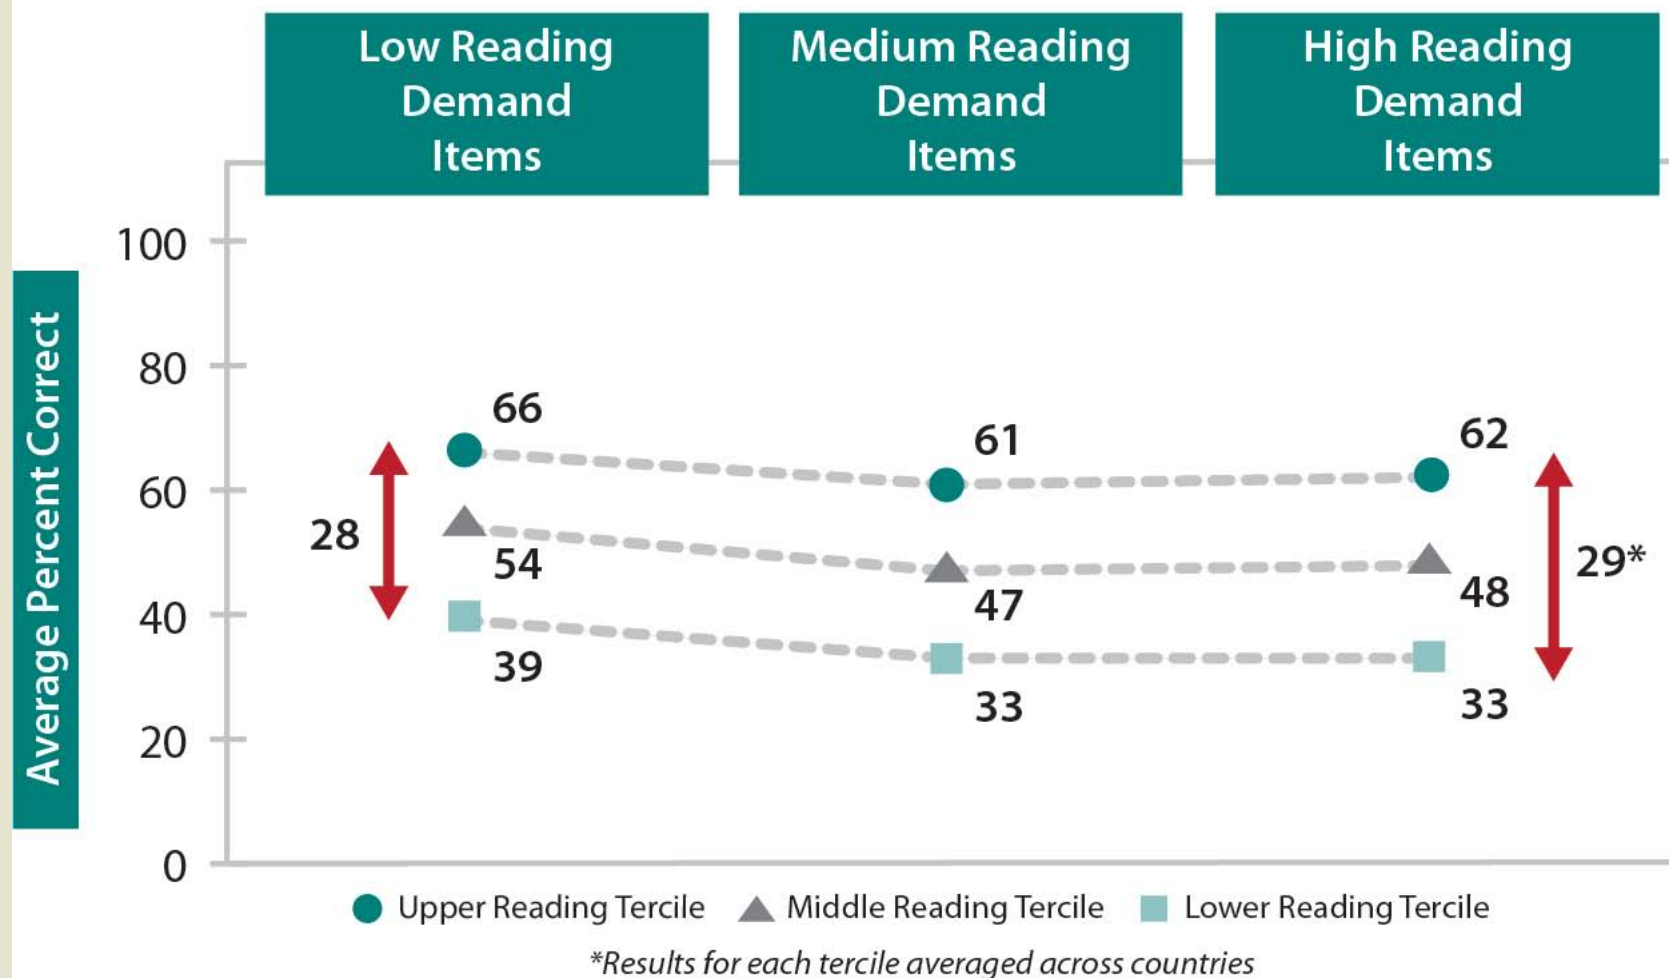 Low Reading
Demand
Items
Medium Reading
Demand
Items
High Reading
Demand
Items
Average Percent Correct
100
80
60
40
20
0
28
66
54
39
61
47
33
62
48
33
29*
Upper Reading Tercile
Middle Reading Tercile
Lower Reading Tercile
*Results for each tercile averaged across countries